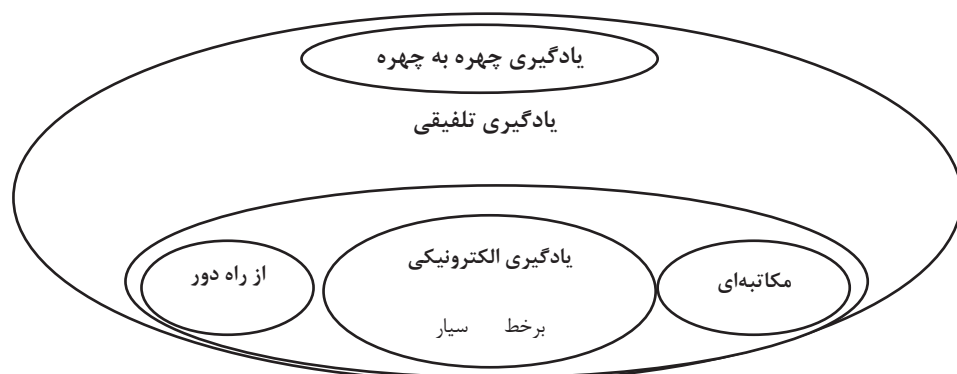 یادگیری چهره به چهره
یادگیری تلفیقی
مکاتبه‌ای
یادگیری الکترونیکی
از راه دور
برخط سیار